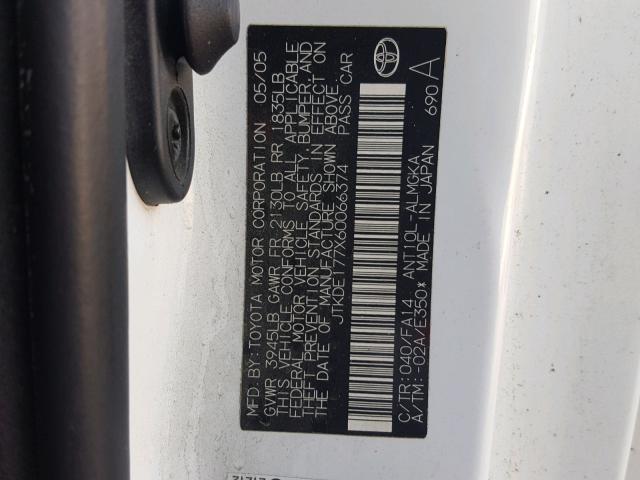 MFD BY:TOYOTA MOTOR CORPORATION 05/05
GVWR 3945LB GAWR FR 2130LB RR 1835LB
THIS VEHICLE CONFORMS TO ALL APPLICABLE
FEDERAL MOTOR VEHICLE SAFETY, BUMPER, AND
THEFT PREVENTION STANDARDS IN EFFECT ON
THE DATE OF MANUFACTURE SHOWN ABOVE.
JTKDE177X60066374 PASS CAR
C/TR:040/FA14 ANT10L-ALMGKA
A/TM:-02A/E350* MADE IN JAPAN
690 A